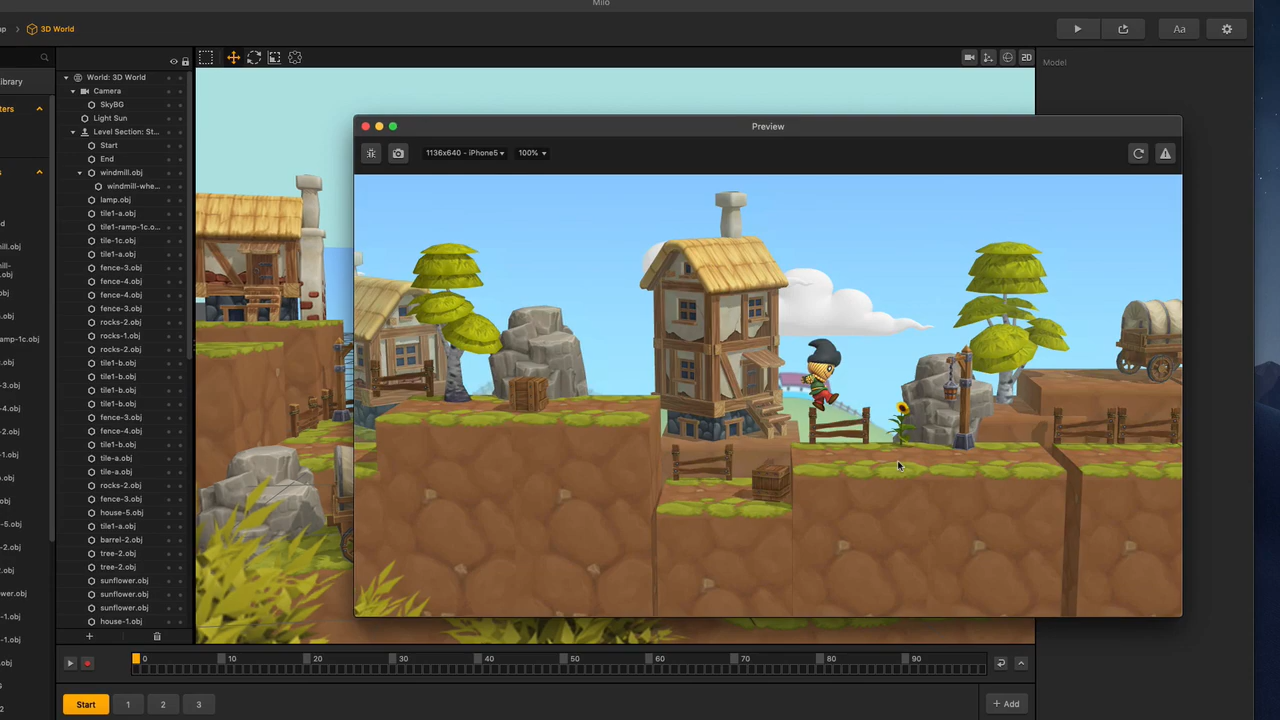 Milo
3D World
Aa
2D
Model
World: 3D World
Camera
SkyBG
Light Sun
Level Section: St...
Start
End
windmill.obj
windmill-whe...
lamp.obj
tile1-a.obj
tile1-ramp-1c.o...
tile-1c.obj
tile1-a.obj
fence-3.obj
fence-4.obj
fence-4.obj
fence-3.obj
rocks-2.obj
rocks-1.obj
rocks-2.obj
tile1-b.obj
tile1-b.obj
tile1-b.obj
tile1-b.obj
fence-3.obj
fence-4.obj
tile1-b.obj
tile-a.obj
tile-a.obj
rocks-2.obj
fence-3.obj
house-5.obj
tile1-a.obj
barrel-2.obj
tree-2.obj
tree-2.obj
sunflower.obj
sunflower.obj
sunflower.obj
house-1.obj
Preview
1136x640 - iPhone5
100%
0 10 20 30 40 50 60 70 80 90
Start 1 2 3
+ Add